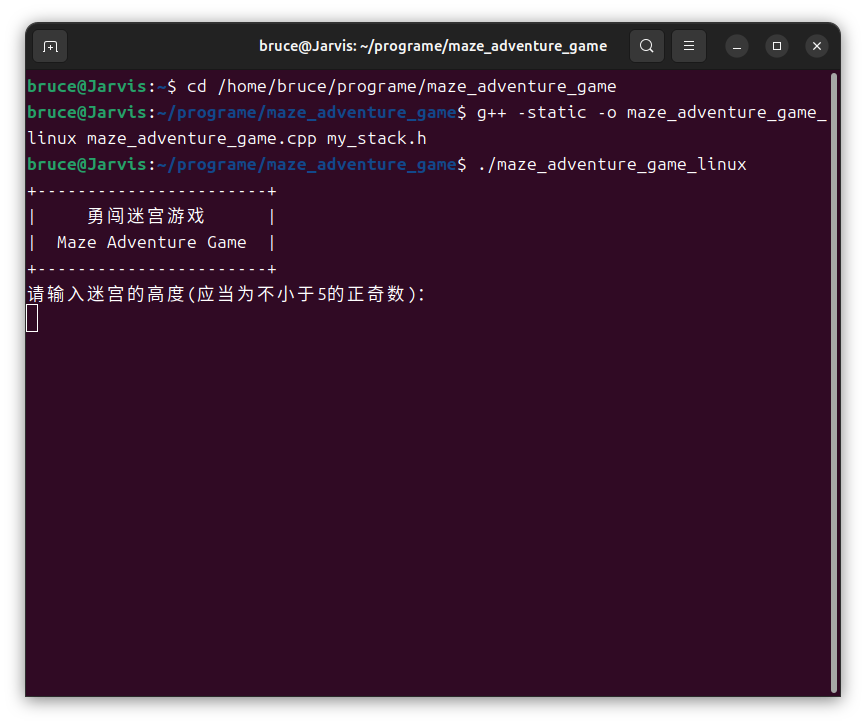 bruce@Jarvis: ~/programe/maze_adventure_game
bruce@Jarvis:~$ cd /home/bruce/programe/maze_adventure_game
bruce@Jarvis:~/programe/maze_adventure_game$ g++ -static -o maze_adventure_game_
linux maze_adventure_game.cpp my_stack.h
bruce@Jarvis:~/programe/maze_adventure_game$ ./maze_adventure_game_linux
+-----------------------+
|     勇闯迷宫游戏      |
|  Maze Adventure Game  |
+-----------------------+
请输入迷宫的高度(应当为不小于5的正奇数):